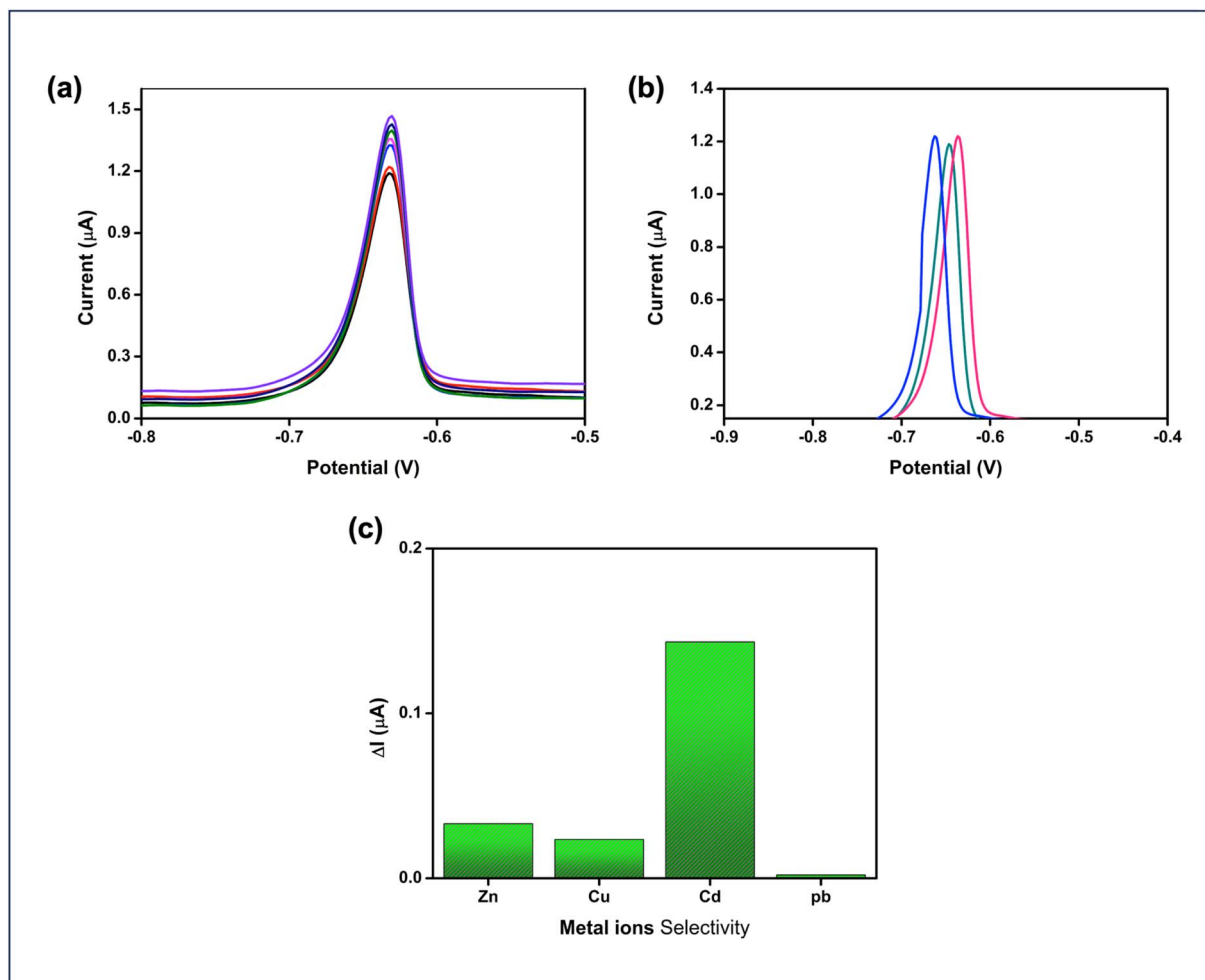 (a)
1.5
1.2
0.9
0.6
0.3
0.0
Current (μA)
-0.8 -0.7 -0.6 -0.5
Potential (V)
(b)
1.4
1.2
1.0
0.8
0.6
0.4
0.2
Current (μA)
-0.9 -0.8 -0.7 -0.6 -0.5 -0.4
Potential (V)
(c)
0.2
0.1
0.0
ΔI (μA)
Zn Cu Cd pb
Metal ions Selectivity